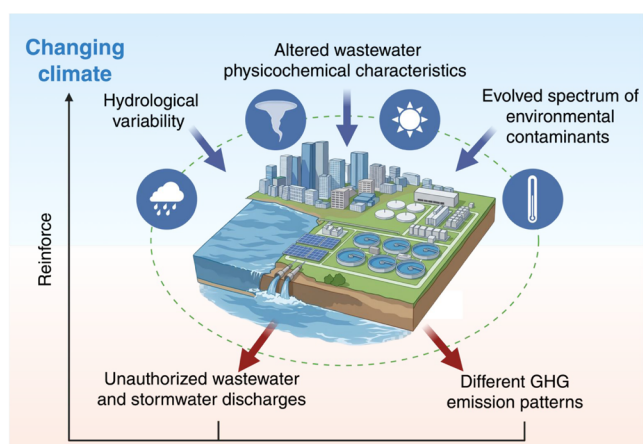 Changing
climate
Altered wastewater
physicochemical characteristics
Hydrological
variability
Evolved spectrum of
environmental
contaminants
Reinforce
Unauthorized wastewater
and stormwater discharges
Different GHG
emission patterns